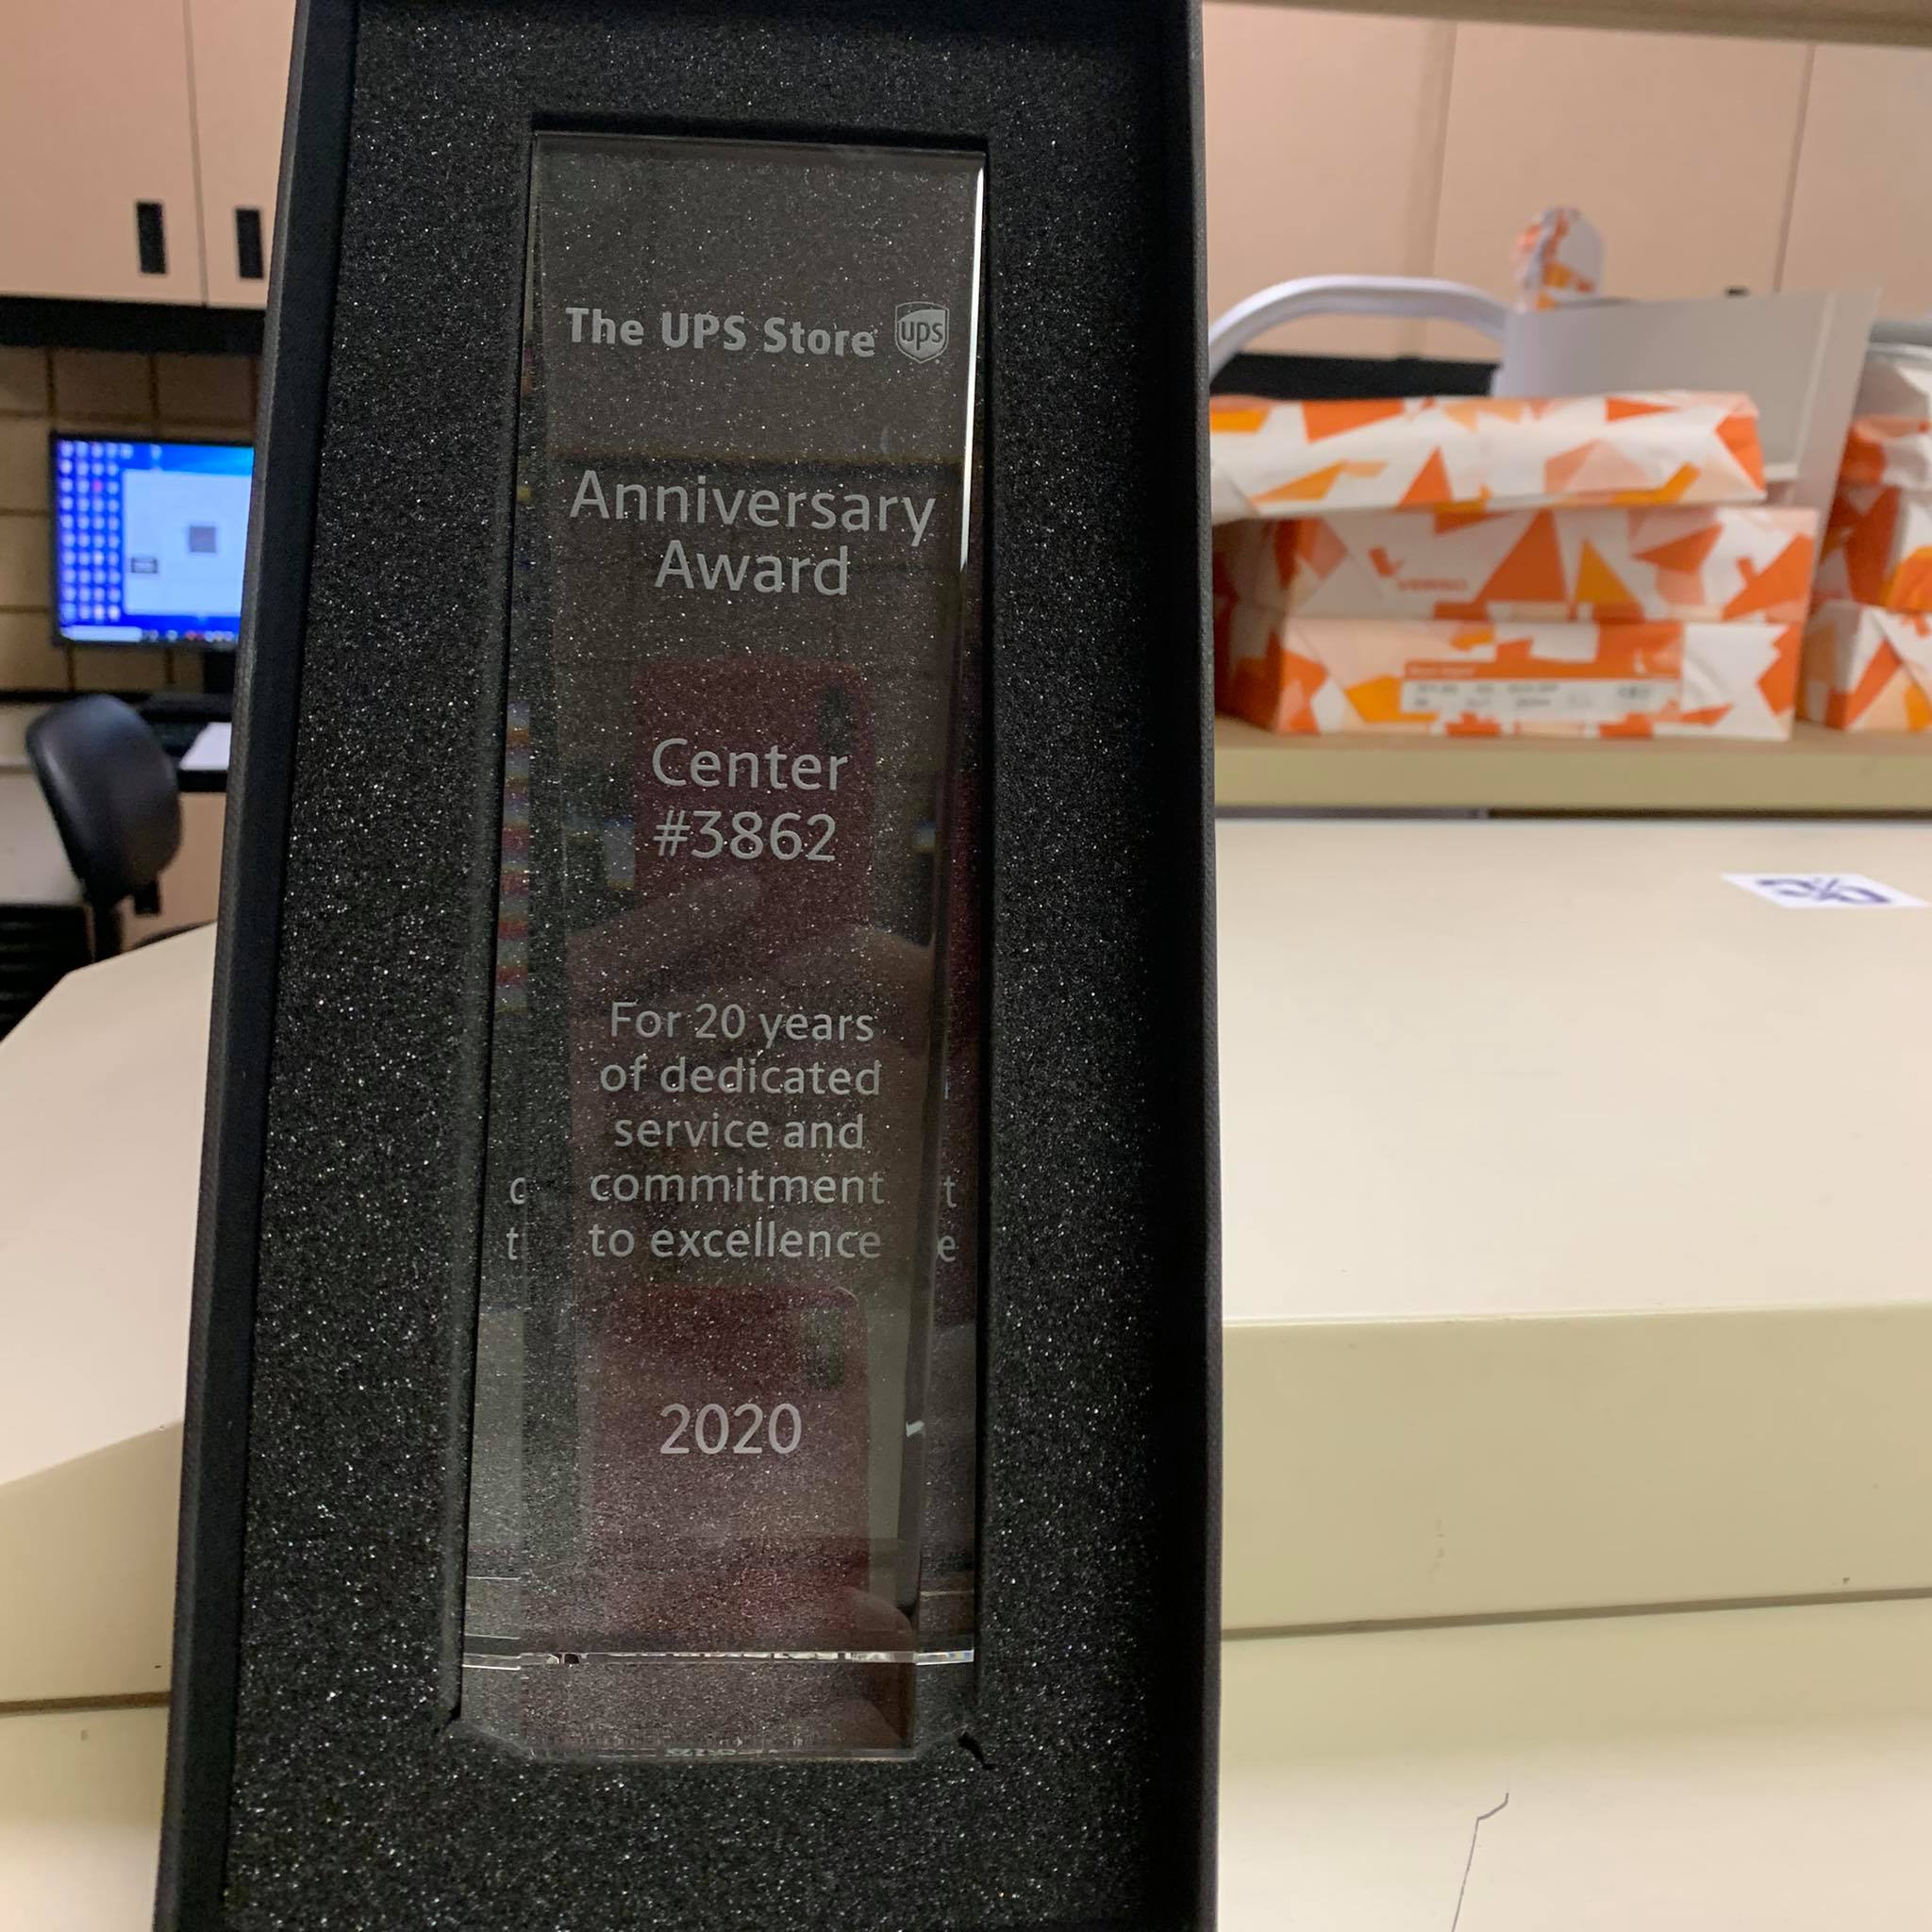 The UPS Store ups
Anniversary
Award
Center
#3862
For 20 years
of dedicated
service and
commitment
to excellence
2020